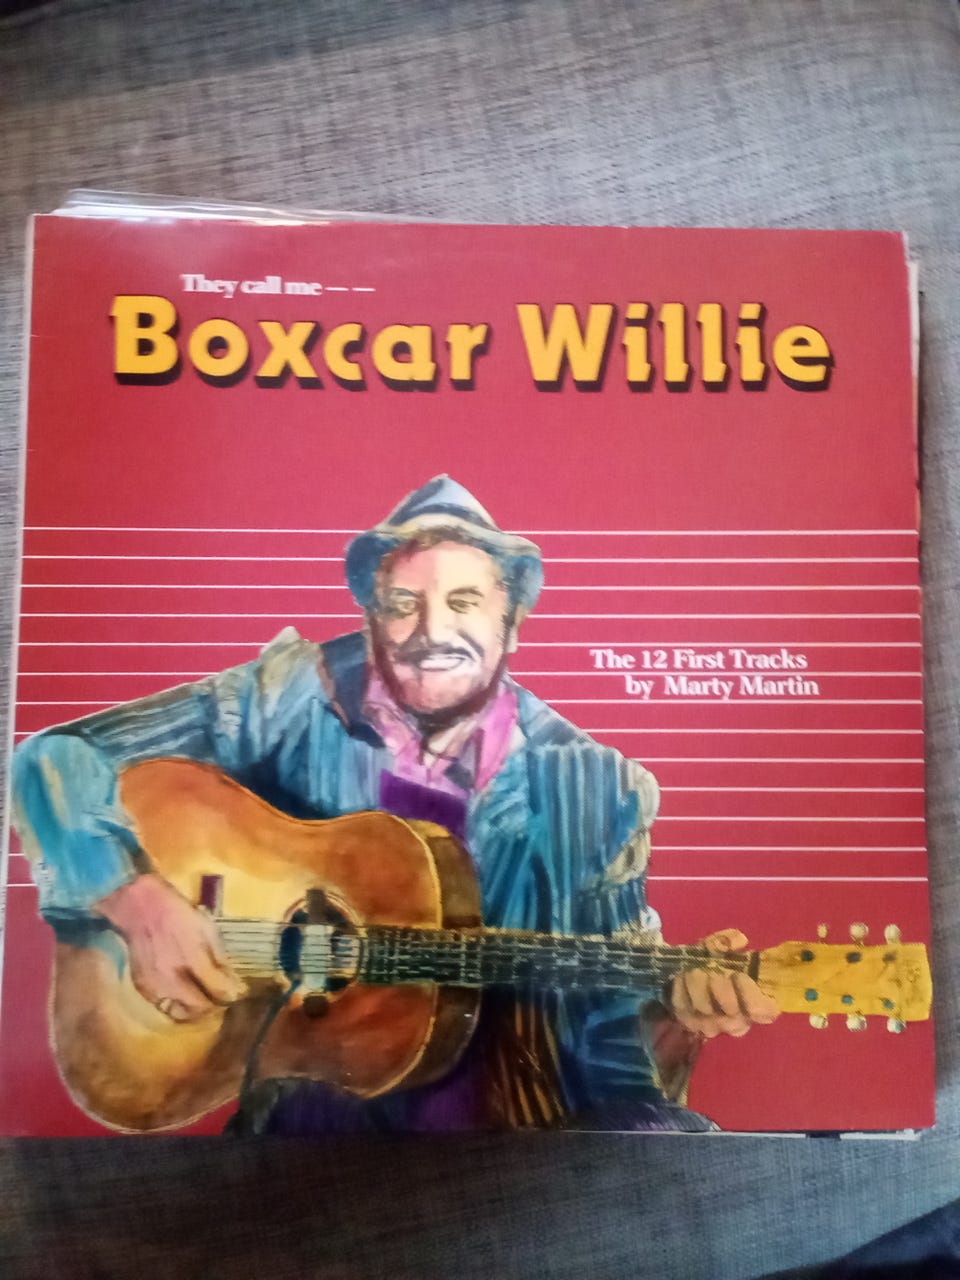 They call me — —
Boxcar Willie
The 12 First Tracks
by Marty Martin